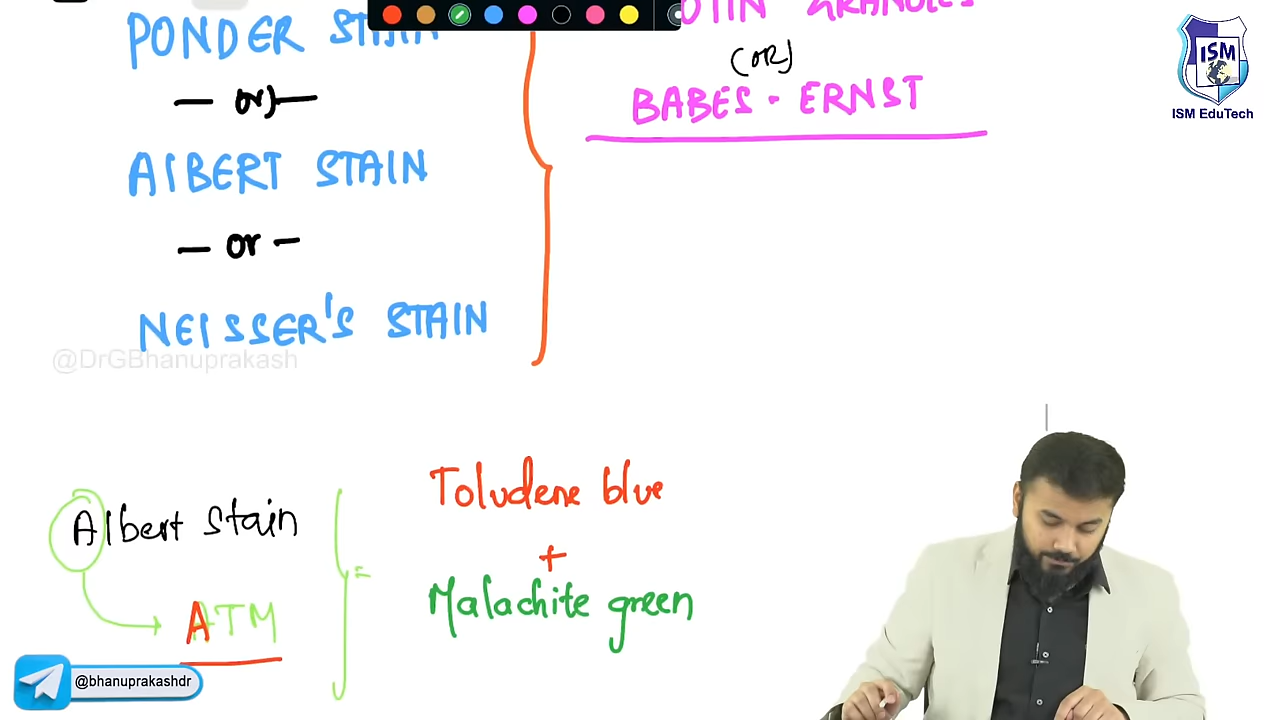 PONDER STAIN
— or) —
AlBERT STAIN
— or —
NEISSER'S STAIN
(OR)
BABES - ERNST
ISM
ISM EduTech
@DrGBhanuprakash
Albert Stain
ATM
=
Toludene blue
+
Malachite green
@bhanuprakashdr